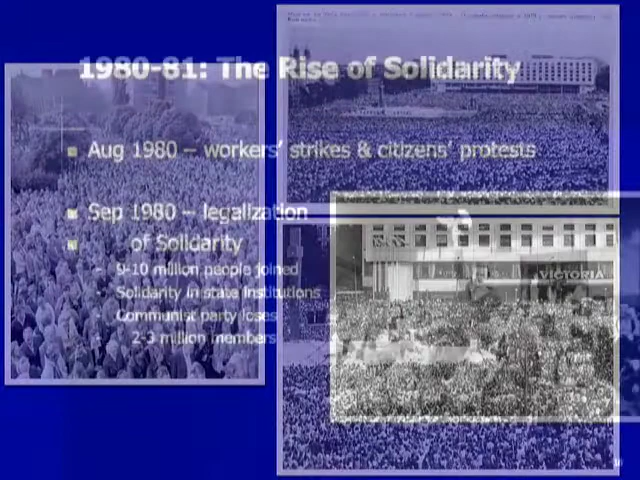 1980-81: The Rise of Solidarity
Aug 1980 – workers' strikes & citizens' protests
Sep 1980 – legalization
of Solidarity
- 9-10 million people joined
Solidarity in state institutions
Communist party loses
2-3 million members
VICTORIA